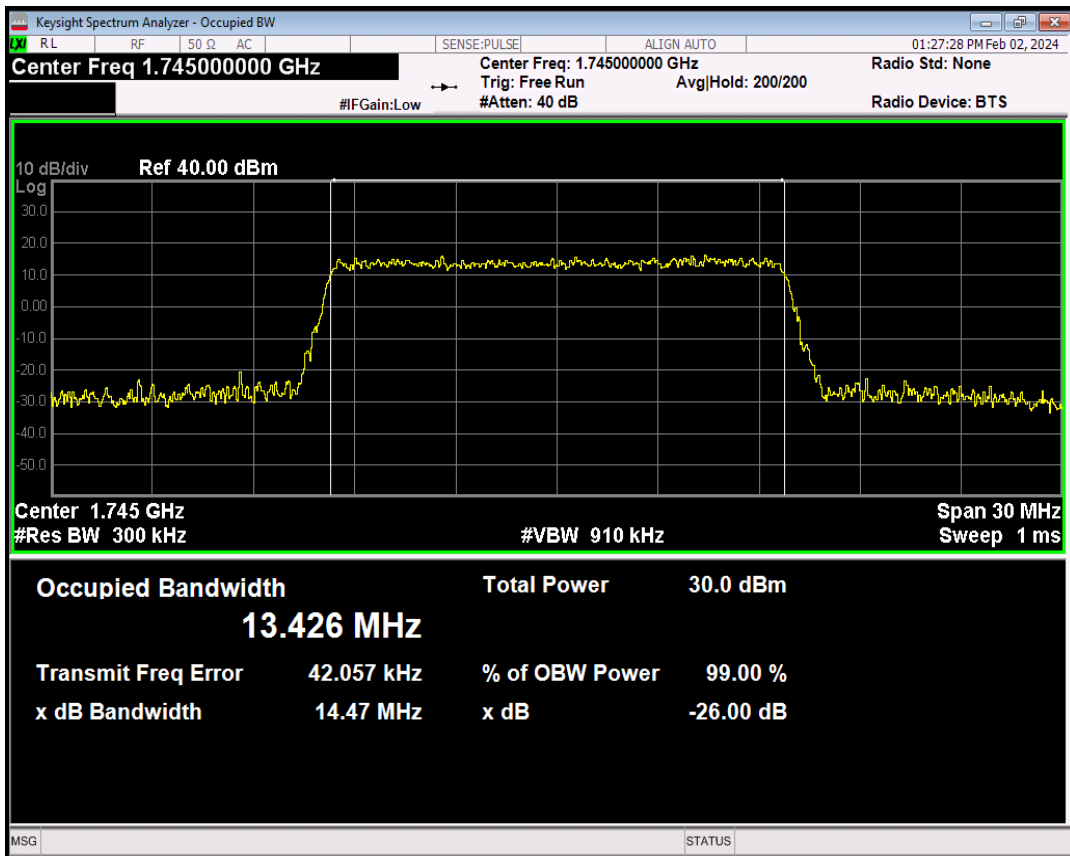 Keysight Spectrum Analyzer - Occupied BW
LXI RL RF 50 Ω AC SENSE:PULSE ALIGN AUTO 01:27:28 PM Feb 02, 2024
Center Freq 1.745000000 GHz Center Freq: 1.745000000 GHz Radio Std: None
Trig: Free Run Avg|Hold: 200/200
#IFGain:Low #Atten: 40 dB Radio Device: BTS
10 dB/div Ref 40.00 dBm
Log
30.0
20.0
10.0
0.00
-10.0
-20.0
-30.0
-40.0
-50.0
Center 1.745 GHz Span 30 MHz
#Res BW 300 kHz #VBW 910 kHz Sweep 1 ms
Occupied Bandwidth Total Power 30.0 dBm
13.426 MHz
Transmit Freq Error 42.057 kHz % of OBW Power 99.00 %
x dB Bandwidth 14.47 MHz x dB -26.00 dB
MSG STATUS